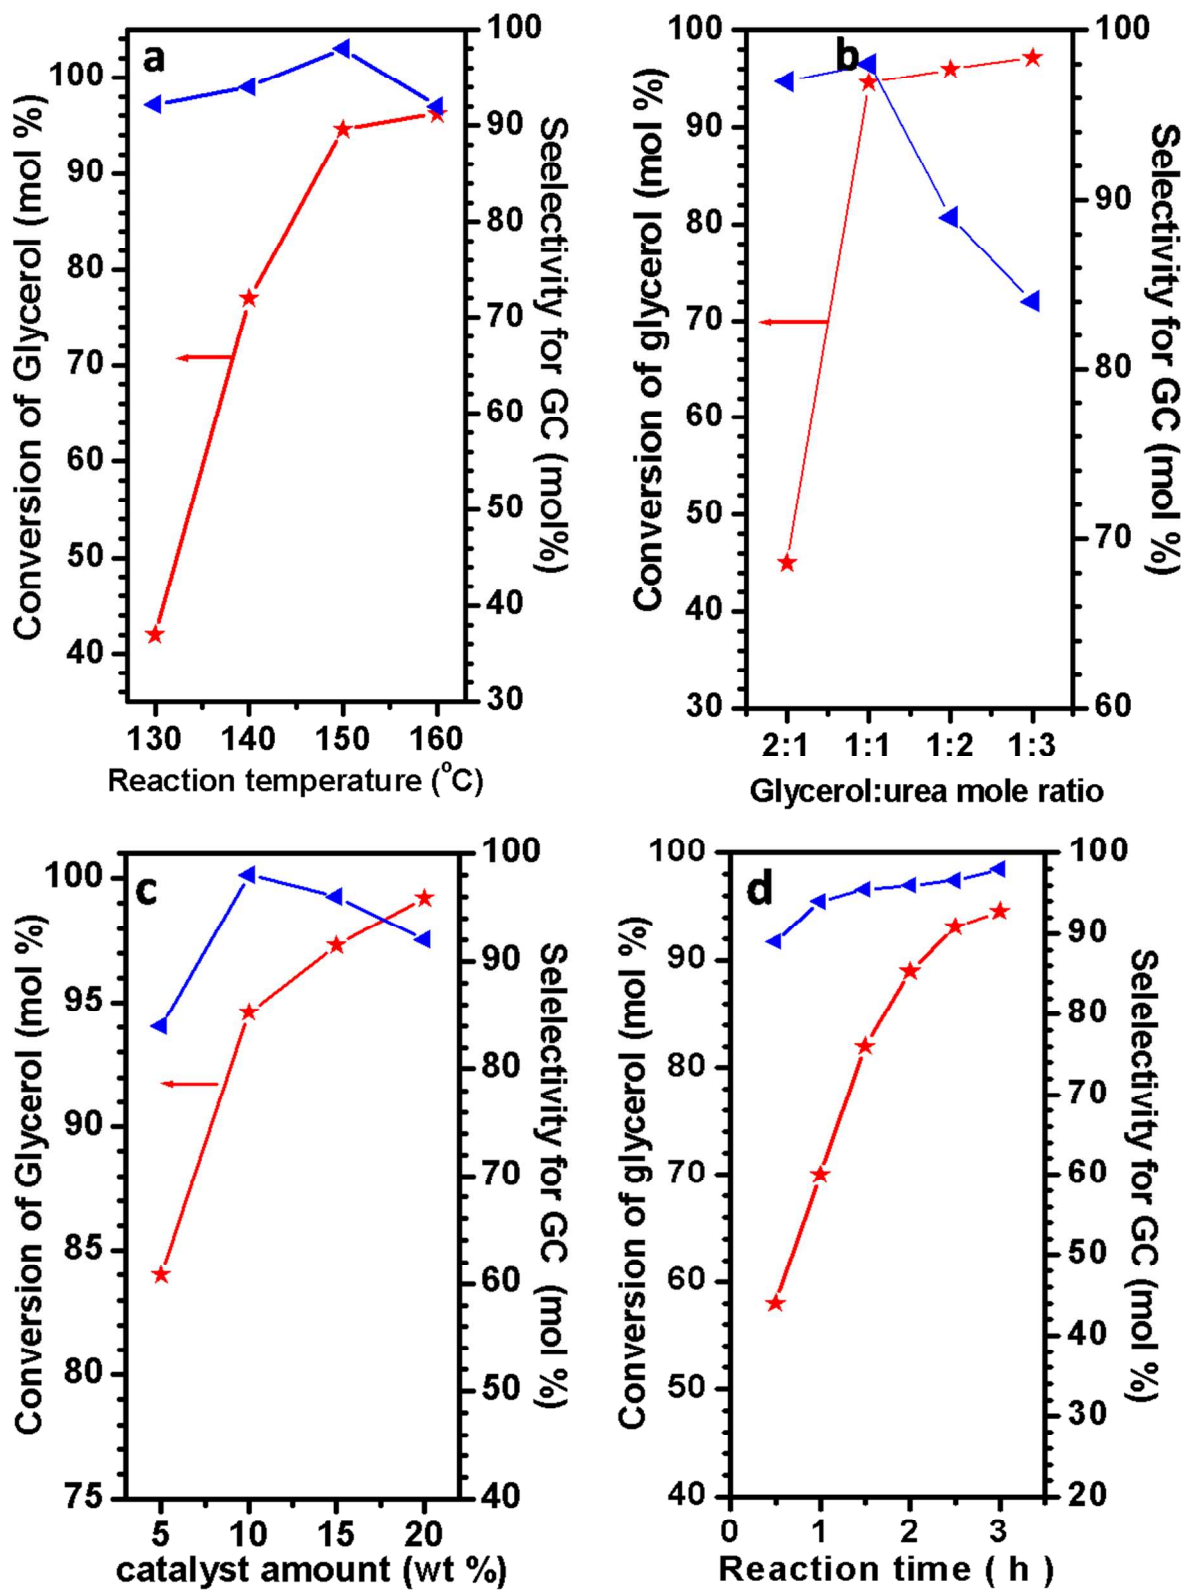 a
100
90
80
70
60
50
40
Conversion of Glycerol (mol %)
100
90
80
70
60
50
40
30
Seelectivity for GC (mol%)
130 140 150 160
Reaction temperature (°C)
b
100
90
80
70
60
50
40
30
Conversion of glycerol (mol %)
100
90
80
70
60
Selectivity for GC (mol %)
2:1 1:1 1:2 1:3
Glycerol:urea mole ratio
c
100
95
90
85
80
75
Conversion of Glycerol (mol %)
100
90
80
70
60
50
40
Selelectivity for GC (mol %)
5 10 15 20
catalyst amount (wt %)
d
100
90
80
70
60
50
40
Conversion of glycerol (mol %)
100
90
80
70
60
50
40
30
20
Selelectivity for GC (mol %)
0 1 2 3
Reaction time ( h )